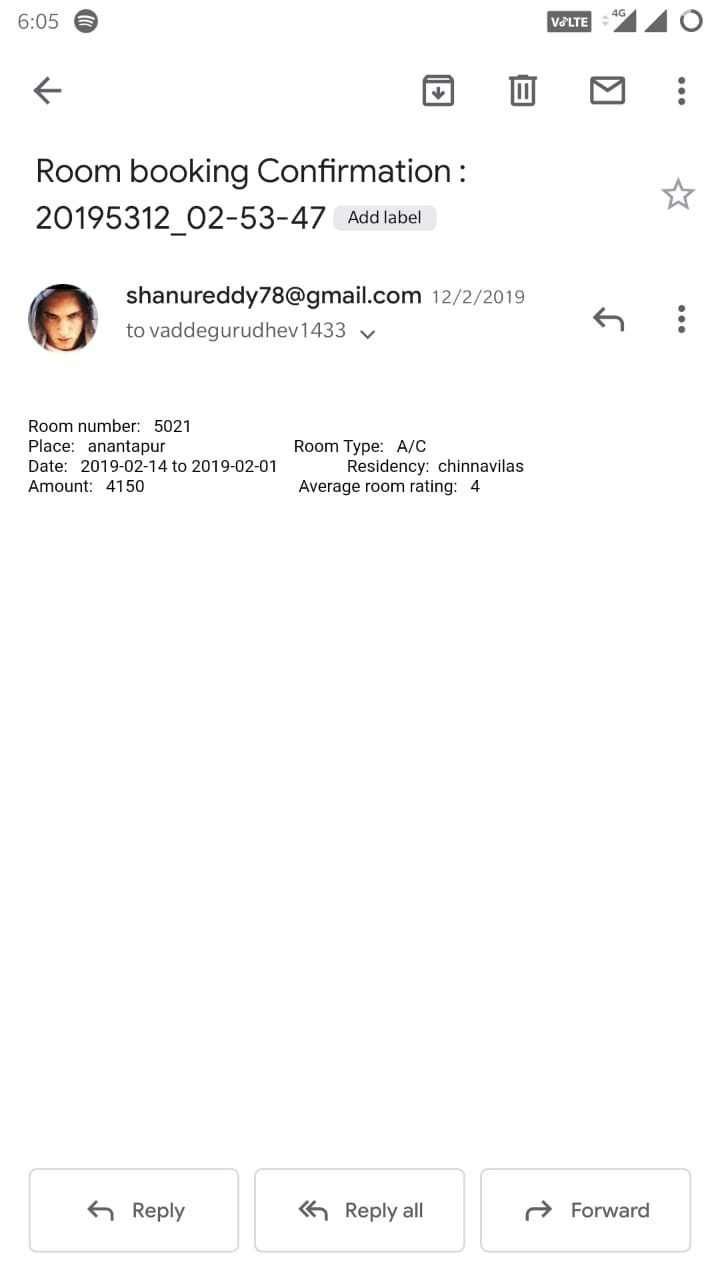 6:05 VoLTE 4G
Room booking Confirmation :
20195312_02-53-47 Add label
shanureddy78@gmail.com 12/2/2019
to vaddegurudhev1433
Room number: 5021
Place: anantapur Room Type: A/C
Date: 2019-02-14 to 2019-02-01 Residency: chinnavilas
Amount: 4150 Average room rating: 4
Reply Reply all Forward